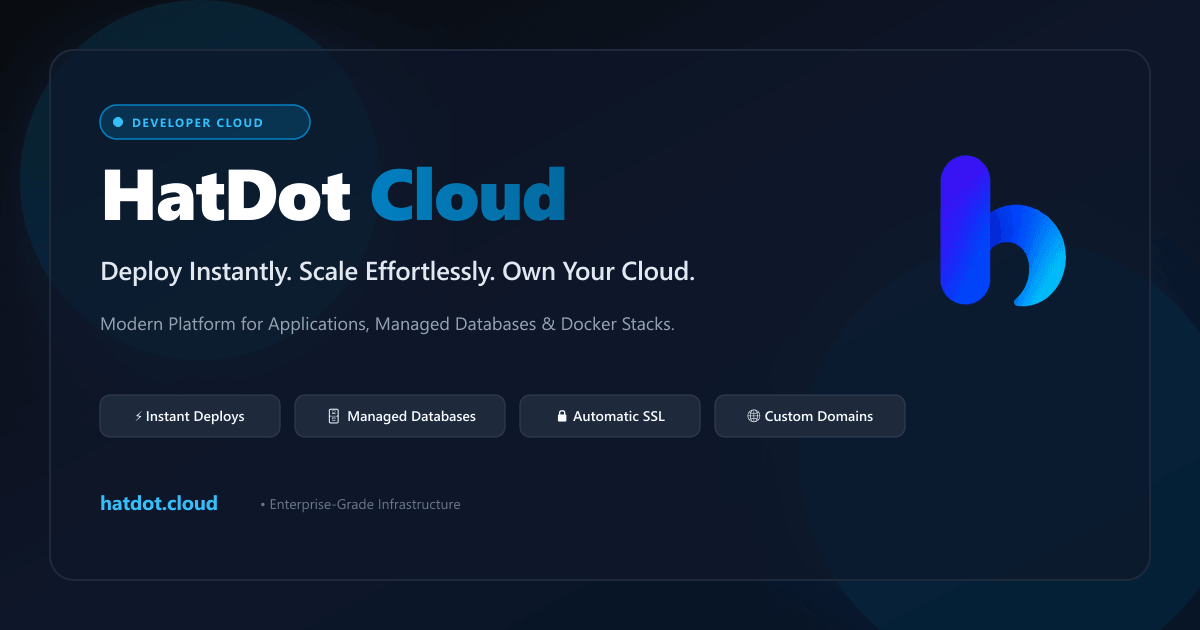 DEVELOPER CLOUD
HatDot Cloud
Deploy Instantly. Scale Effortlessly. Own Your Cloud.
Modern Platform for Applications, Managed Databases & Docker Stacks.
⚡ Instant Deploys
🗄 Managed Databases
🔒 Automatic SSL
🌐 Custom Domains
hatdot.cloud
• Enterprise-Grade Infrastructure